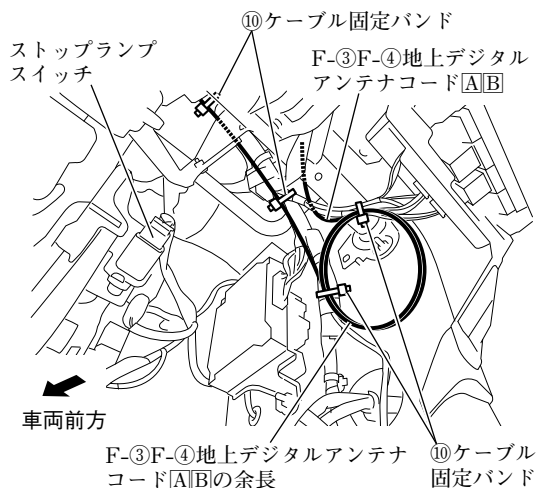 ⑩ケーブル固定バンド
ストップランプ
スイッチ
F-③F-④地上デジタル
アンテナコード🄰🄱
車両前方
F-③F-④地上デジタルアンテナ
コード🄰🄱の余長
⑩ケーブル
固定バンド